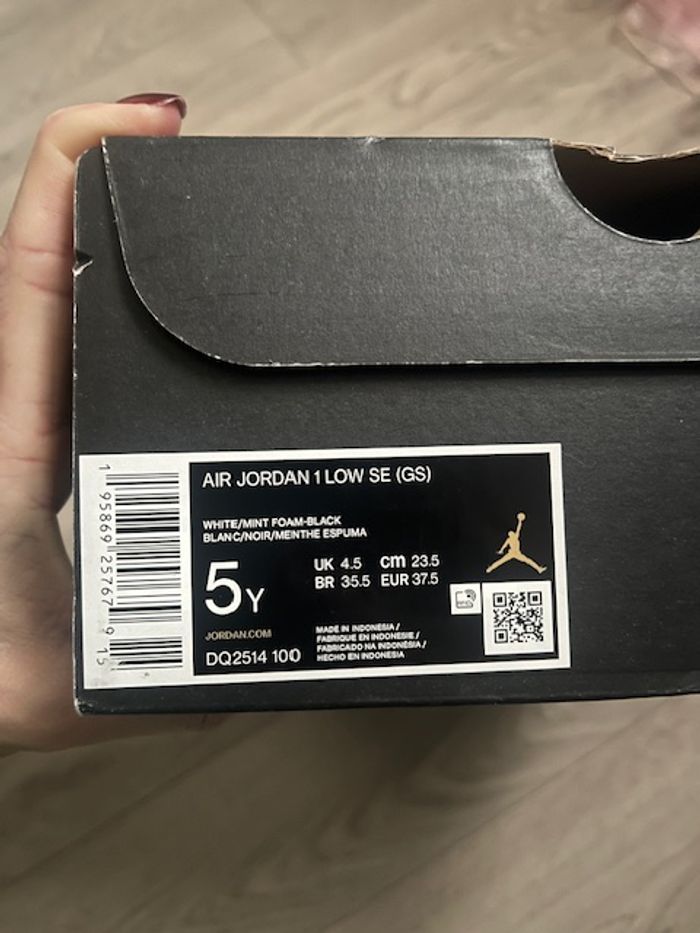 AIR JORDAN 1 LOW SE (GS)
WHITE/MINT FOAM-BLACK
BLANC/NOIR/MENTHE ESPUMA
5Y
UK 4.5 cm 23.5
BR 35.5 EUR 37.5
JORDAN.COM
DQ2514 100
MADE IN INDONESIA /
FABRIQUE EN INDONESIE /
FABRICADO NA INDONÉSIA /
HECHO EN INDONESIA
1 95869 25767 9 15